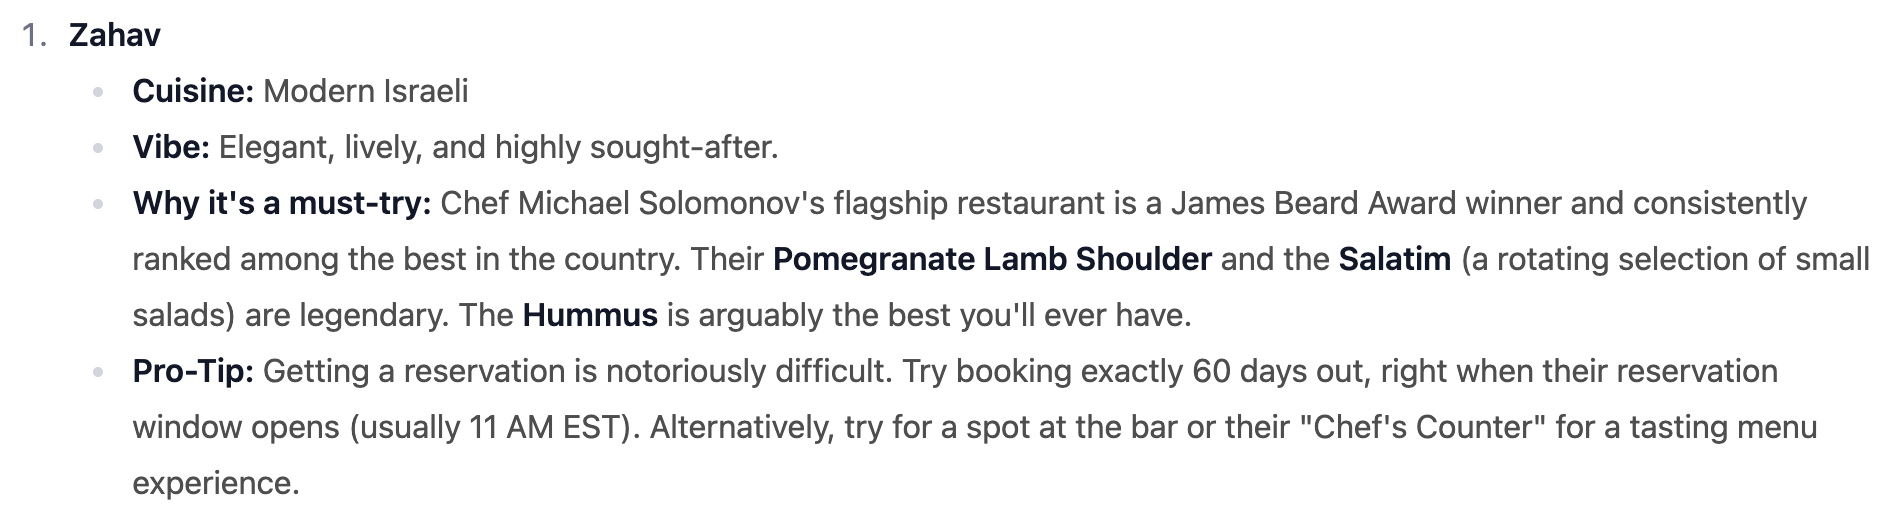 1. Zahav
Cuisine: Modern Israeli
Vibe: Elegant, lively, and highly sought-after.
Why it's a must-try: Chef Michael Solomonov's flagship restaurant is a James Beard Award winner and consistently
ranked among the best in the country. Their Pomegranate Lamb Shoulder and the Salatim (a rotating selection of small
salads) are legendary. The Hummus is arguably the best you'll ever have.
Pro-Tip: Getting a reservation is notoriously difficult. Try booking exactly 60 days out, right when their reservation
window opens (usually 11 AM EST). Alternatively, try for a spot at the bar or their "Chef's Counter" for a tasting menu
experience.